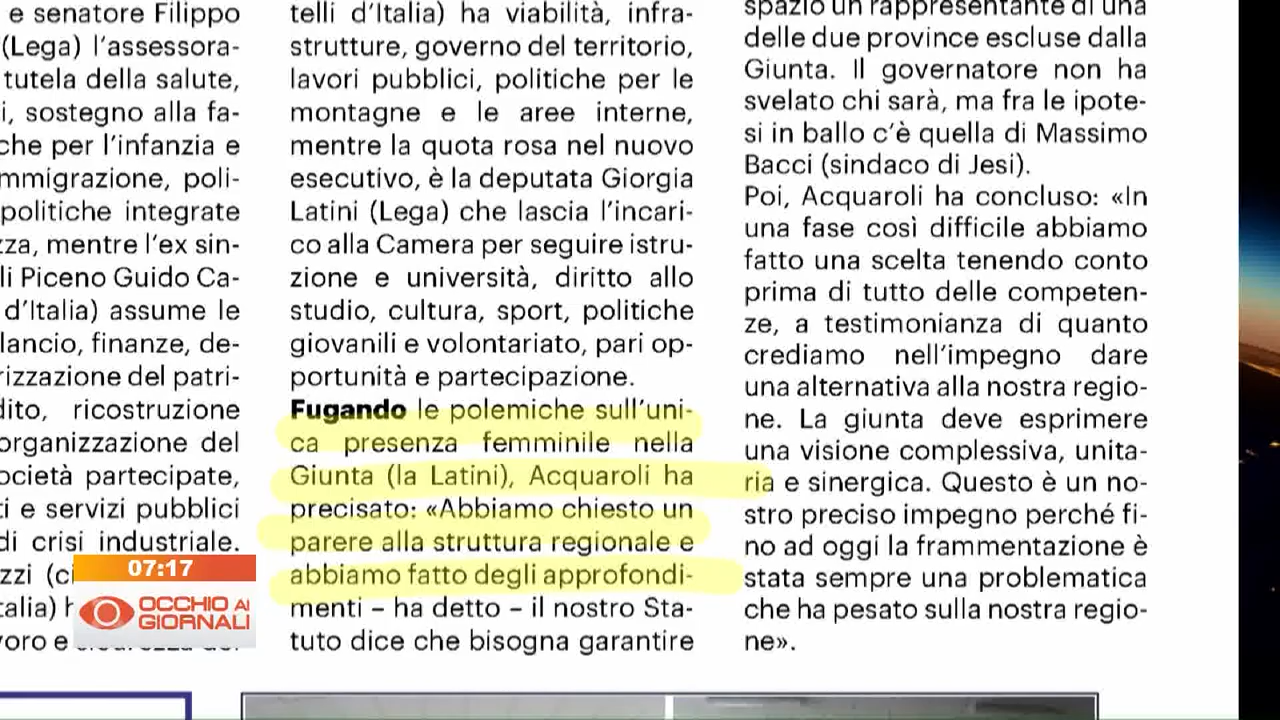 e senatore Filippo
(Lega) l'assessora-
tutela della salute,
i, sostegno alla fa-
che per l'infanzia e
mmigrazione, poli-
politiche integrate
zza, mentre l'ex sin-
li Piceno Guido Ca-
d'Italia) assume le
lancio, finanze, de-
rizzazione del patri-
dito, ricostruzione
organizzazione del
ocietà partecipate,
ti e servizi pubblici
di crisi industriale.
zzi (ci
talia) h
voro e
telli d'Italia) ha viabilità, infra-
strutture, governo del territorio,
lavori pubblici, politiche per le
montagne e le aree interne,
mentre la quota rosa nel nuovo
esecutivo, è la deputata Giorgia
Latini (Lega) che lascia l'incari-
co alla Camera per seguire istru-
zione e università, diritto allo
studio, cultura, sport, politiche
giovanili e volontariato, pari op-
portunità e partecipazione.
Fugando le polemiche sull'uni-
ca presenza femminile nella
Giunta (la Latini), Acquaroli ha
precisato: «Abbiamo chiesto un
parere alla struttura regionale e
abbiamo fatto degli approfondi-
menti – ha detto – il nostro Sta-
tuto dice che bisogna garantire
spazio un rappresentante di una
delle due province escluse dalla
Giunta. Il governatore non ha
svelato chi sarà, ma fra le ipote-
si in ballo c'è quella di Massimo
Bacci (sindaco di Jesi).
Poi, Acquaroli ha concluso: «In
una fase così difficile abbiamo
fatto una scelta tenendo conto
prima di tutto delle competen-
ze, a testimonianza di quanto
crediamo nell'impegno dare
una alternativa alla nostra regio-
ne. La giunta deve esprimere
una visione complessiva, unita-
ria e sinergica. Questo è un no-
stro preciso impegno perché fi-
no ad oggi la frammentazione è
stata sempre una problematica
che ha pesato sulla nostra regio-
ne».
07:17
OCCHIO AI
GIORNALI